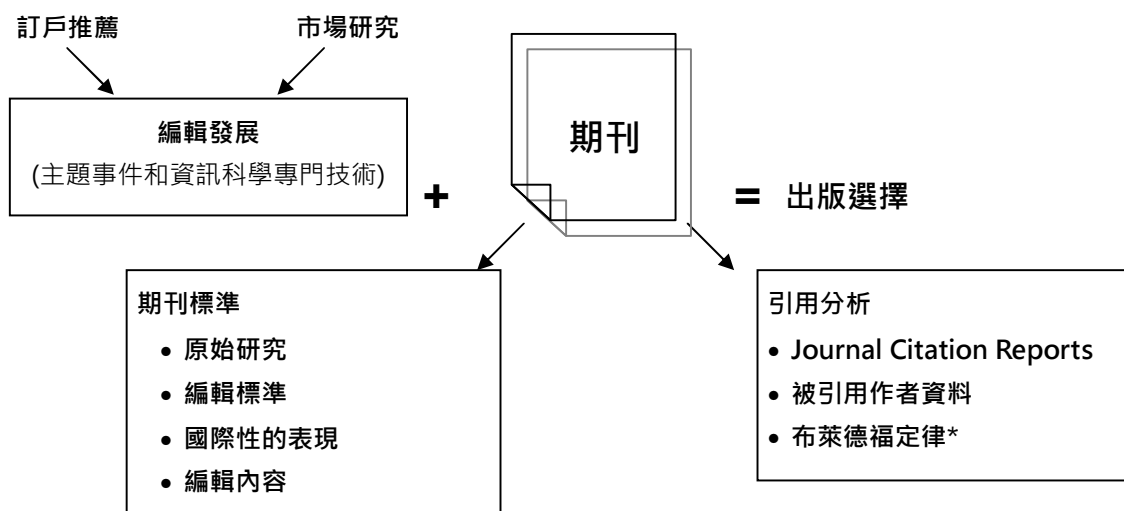 訂戶推薦
市場研究
編輯發展
(主題事件和資訊科學專門技術)
+
期刊
= 出版選擇
期刊標準
• 原始研究
• 編輯標準
• 國際性的表現
• 編輯內容
引用分析
• Journal Citation Reports
• 被引用作者資料
• 布萊德福定律*